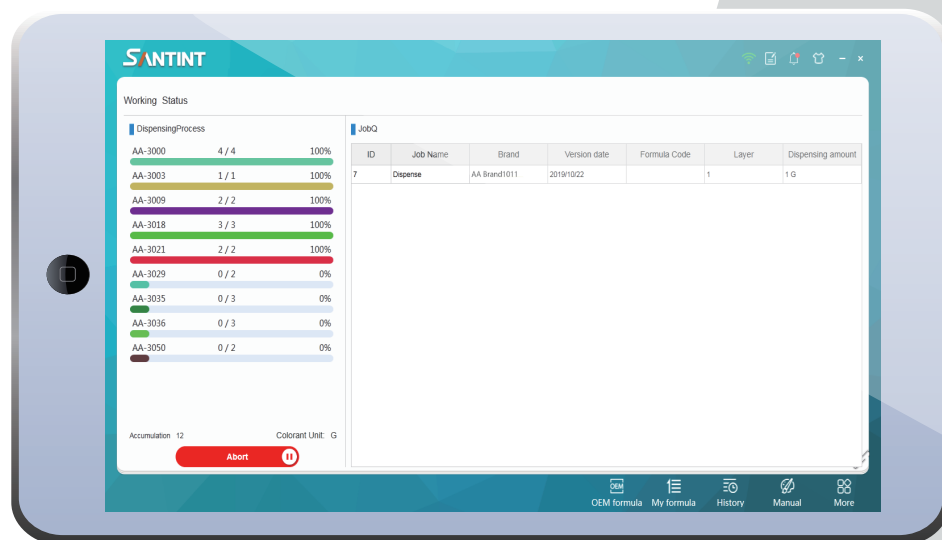 SANTINT
Working Status
DispensingProcess
AA-3000 4 / 4 100%
AA-3003 1 / 1 100%
AA-3009 2 / 2 100%
AA-3018 3 / 3 100%
AA-3021 2 / 2 100%
AA-3029 0 / 2 0%
AA-3035 0 / 3 0%
AA-3036 0 / 3 0%
AA-3050 0 / 2 0%
Accumulation 12 Colorant Unit: G
Abort
JobQ
ID Job Name Brand Version date Formula Code Layer Dispensing amount
7 Dispense AA Brand1011 2019/10/22 1 1 G
OEM
OEM formula My formula History Manual More